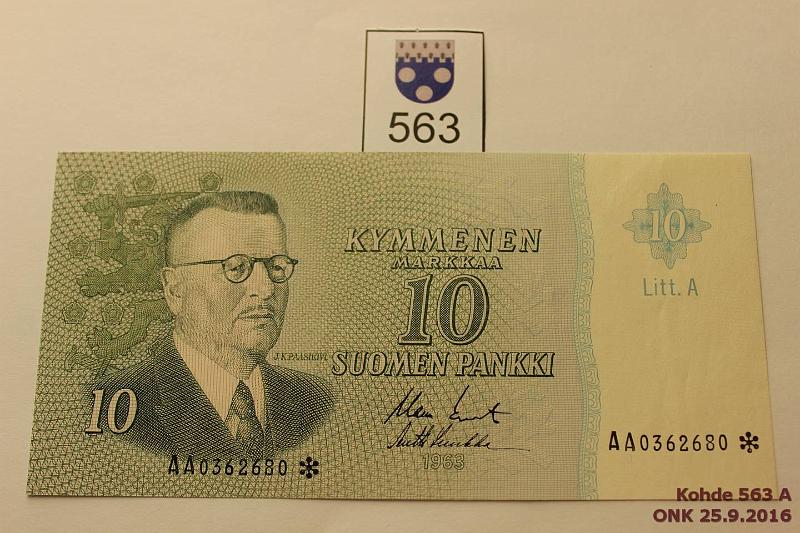 563
KYMMENEN
MARKKAA
10
SUOMEN PANKKI
J.K.PAASIKIVI
10
1963
AA0362680 *
10
Litt. A
AA0362680 *
Kohde 563 A
ONK 25.9.2016